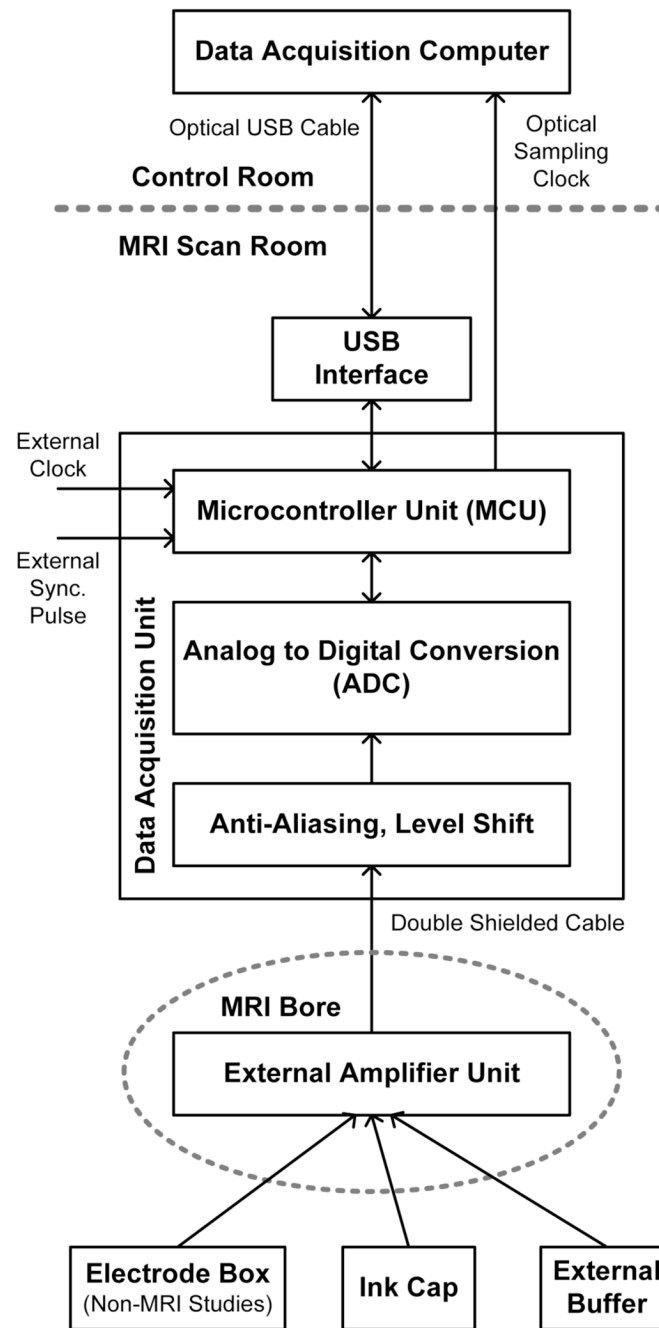 Data Acquisition Computer
Optical USB Cable
Optical
Sampling
Clock
Control Room
MRI Scan Room
USB
Interface
External
Clock
Microcontroller Unit (MCU)
External
Sync.
Pulse
Data Acquisition Unit
Analog to Digital Conversion
(ADC)
Anti-Aliasing, Level Shift
Double Shielded Cable
MRI Bore
External Amplifier Unit
Electrode Box
(Non-MRI Studies)
Ink Cap
External
Buffer